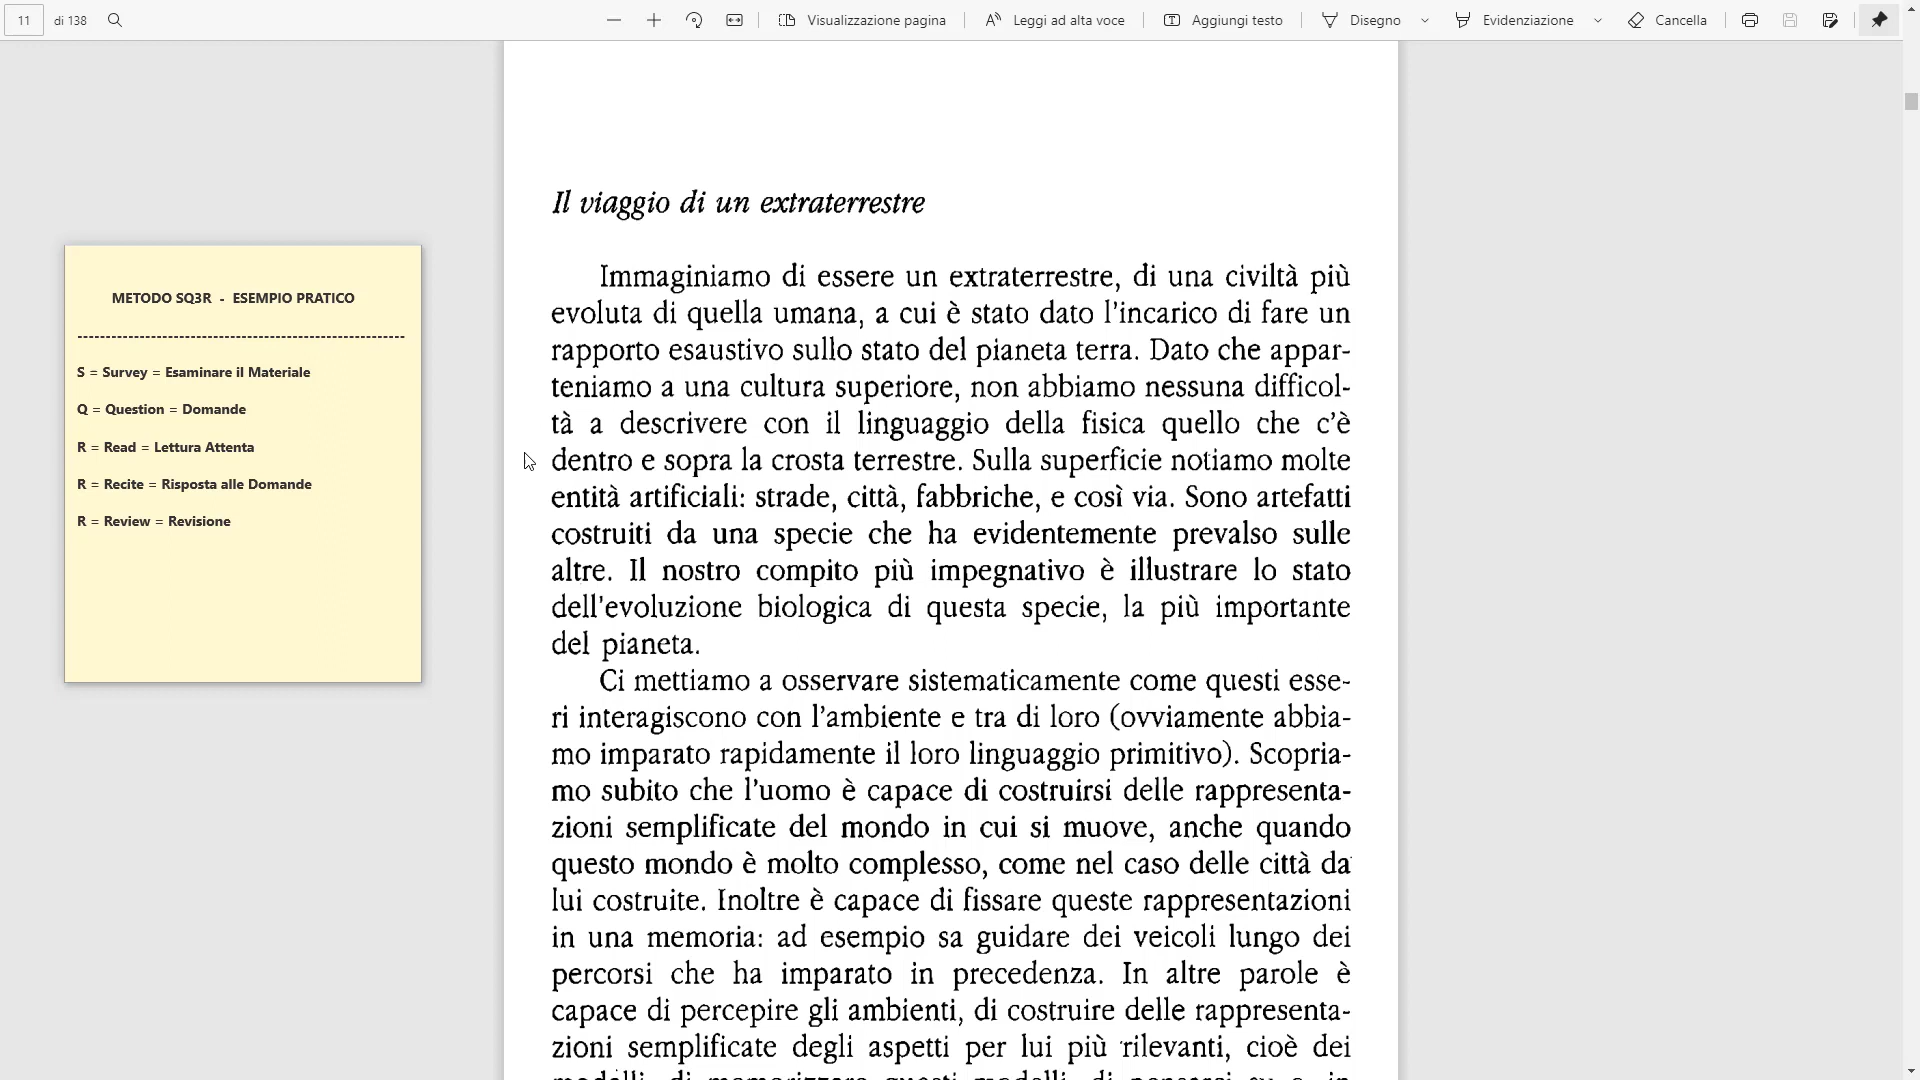 11 di 138 Visualizzazione pagina Leggi ad alta voce Aggiungi testo Disegno Evidenziazione Cancella
METODO SQ3R - ESEMPIO PRATICO
-----------------------------------------------------------
S = Survey = Esaminare il Materiale
Q = Question = Domande
R = Read = Lettura Attenta
R = Recite = Risposta alle Domande
R = Review = Revisione
Il viaggio di un extraterrestre
Immaginiamo di essere un extraterrestre, di una civiltà più
evoluta di quella umana, a cui è stato dato l'incarico di fare un
rapporto esaustivo sullo stato del pianeta terra. Dato che appar-
teniamo a una cultura superiore, non abbiamo nessuna difficol-
tà a descrivere con il linguaggio della fisica quello che c'è
dentro e sopra la crosta terrestre. Sulla superficie notiamo molte
entità artificiali: strade, città, fabbriche, e così via. Sono artefatti
costruiti da una specie che ha evidentemente prevalso sulle
altre. Il nostro compito più impegnativo è illustrare lo stato
dell'evoluzione biologica di questa specie, la più importante
del pianeta.
Ci mettiamo a osservare sistematicamente come questi esse-
ri interagiscono con l'ambiente e tra di loro (ovviamente abbia-
mo imparato rapidamente il loro linguaggio primitivo). Scopria-
mo subito che l'uomo è capace di costruirsi delle rappresenta-
zioni semplificate del mondo in cui si muove, anche quando
questo mondo è molto complesso, come nel caso delle città da
lui costruite. Inoltre è capace di fissare queste rappresentazioni
in una memoria: ad esempio sa guidare dei veicoli lungo dei
percorsi che ha imparato in precedenza. In altre parole è
capace di percepire gli ambienti, di costruire delle rappresenta-
zioni semplificate degli aspetti per lui più rilevanti, cioè dei